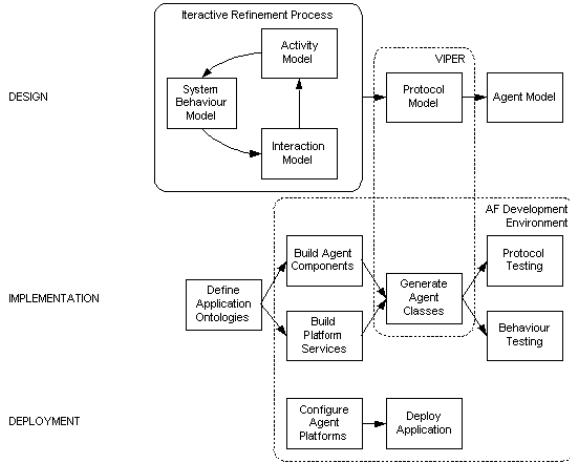 Iteractive Refinement Process
Activity
Model
VIPER
System
Behaviour
Model
DESIGN
Protocol
Model
Agent Model
Interaction
Model
AF Development
Environment
Build Agent
Components
Protocol
Testing
Define
Application
Ontologies
IMPLEMENTATION
Generate
Agent
Classes
Build
Platform
Services
Behaviour
Testing
DEPLOYMENT
Configure
Agent
Platforms
Deploy
Application